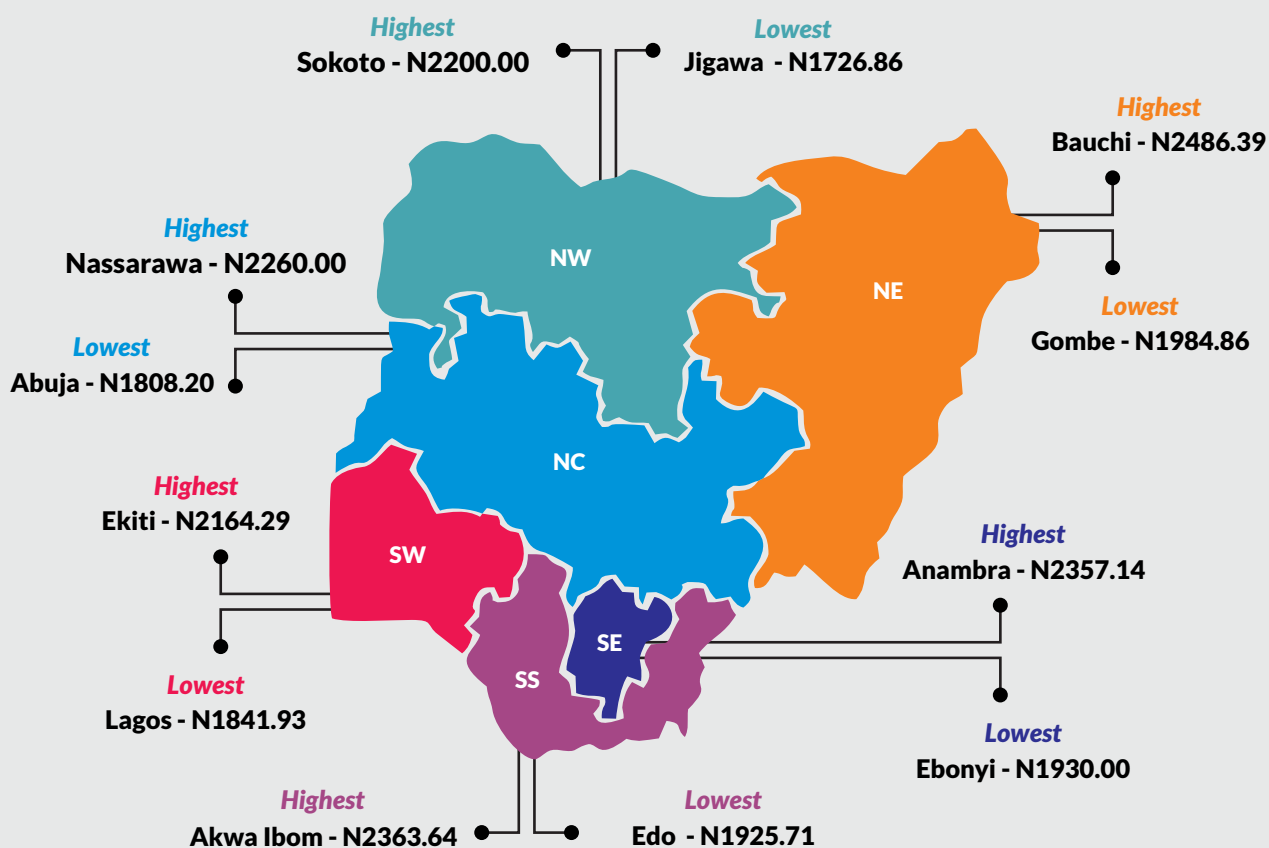 Highest
Sokoto - N2200.00
Lowest
Jigawa - N1726.86
Highest
Bauchi - N2486.39
Lowest
Gombe - N1984.86
Highest
Nassarawa - N2260.00
Lowest
Abuja - N1808.20
NW
NE
NC
Highest
Ekiti - N2164.29
Lowest
Lagos - N1841.93
SW
SE
SS
Highest
Anambra - N2357.14
Lowest
Ebonyi - N1930.00
Highest
Akwa Ibom - N2363.64
Lowest
Edo - N1925.71